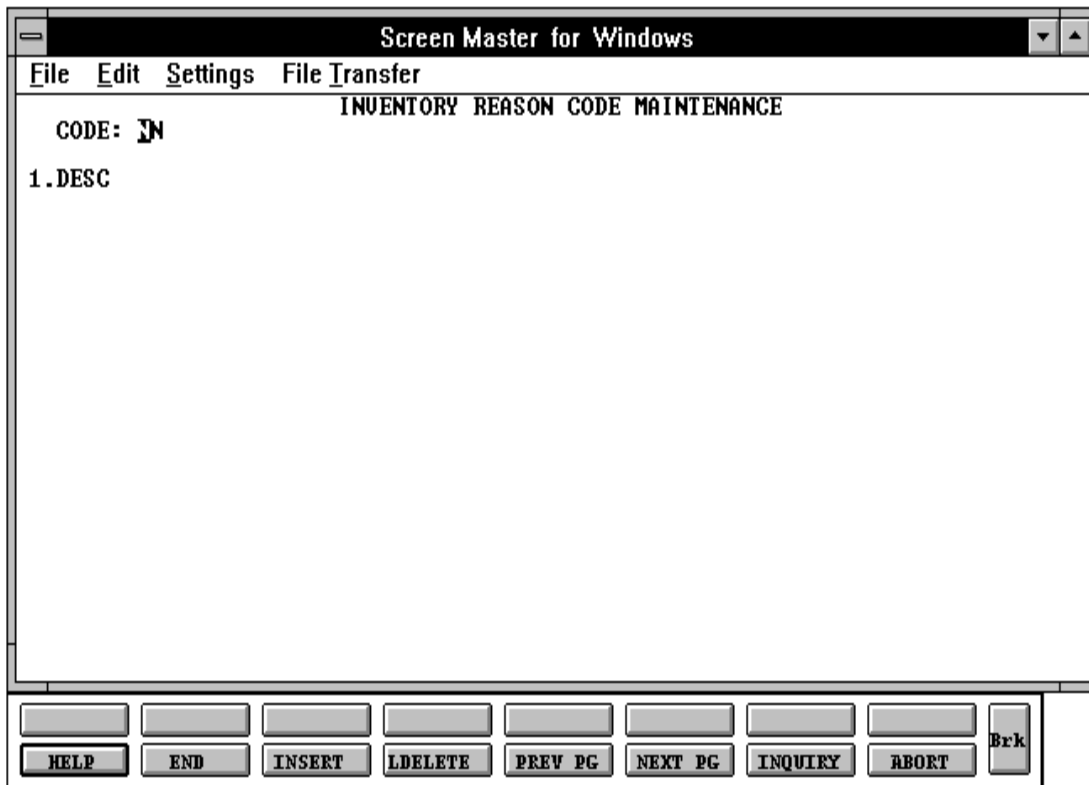 Screen Master for Windows
File Edit Settings File Transfer
INVENTORY REASON CODE MAINTENANCE
CODE: NN
1.DESC
Brk
HELP END INSERT LDELETE PREV PG NEXT PG INQUIRY ABORT